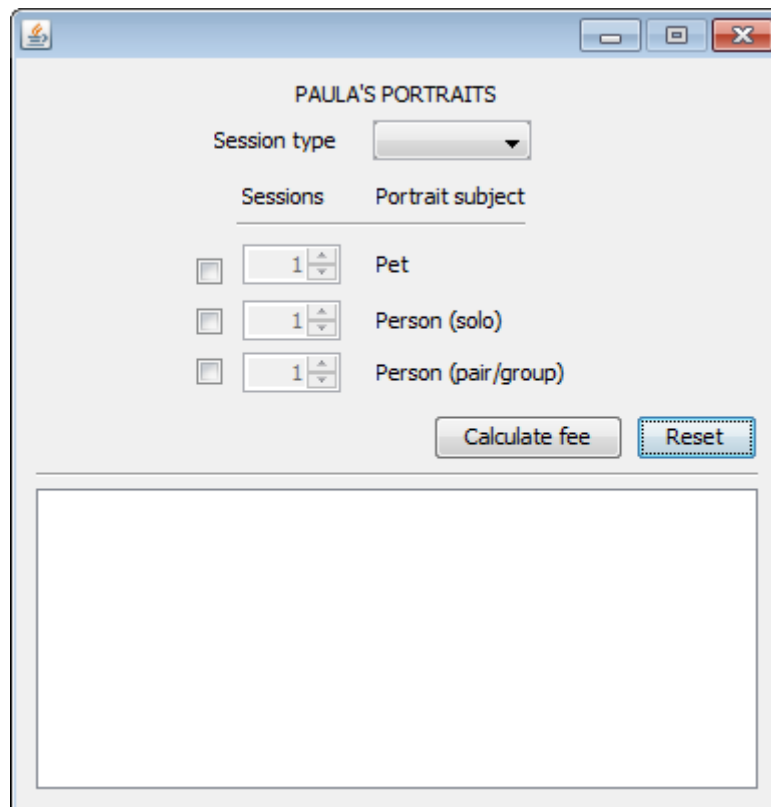 PAULA'S PORTRAITS
Session type
Sessions Portrait subject
1 Pet
1 Person (solo)
1 Person (pair/group)
Calculate fee Reset